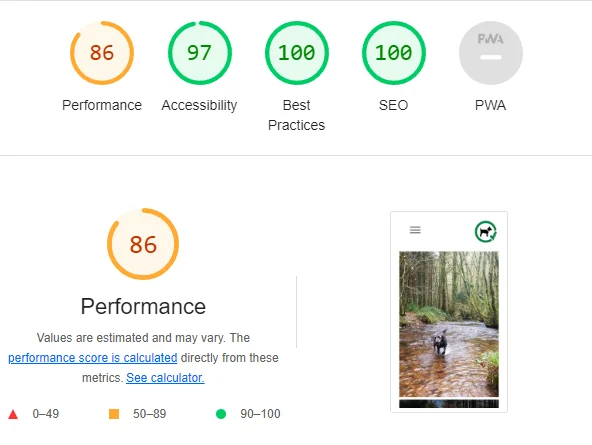 86
97
100
100
PWA
Performance
Accessibility
Best
Practices
SEO
PWA
86
Performance
Values are estimated and may vary. The
performance score is calculated directly from these
metrics. See calculator.
0–49
50–89
90–100